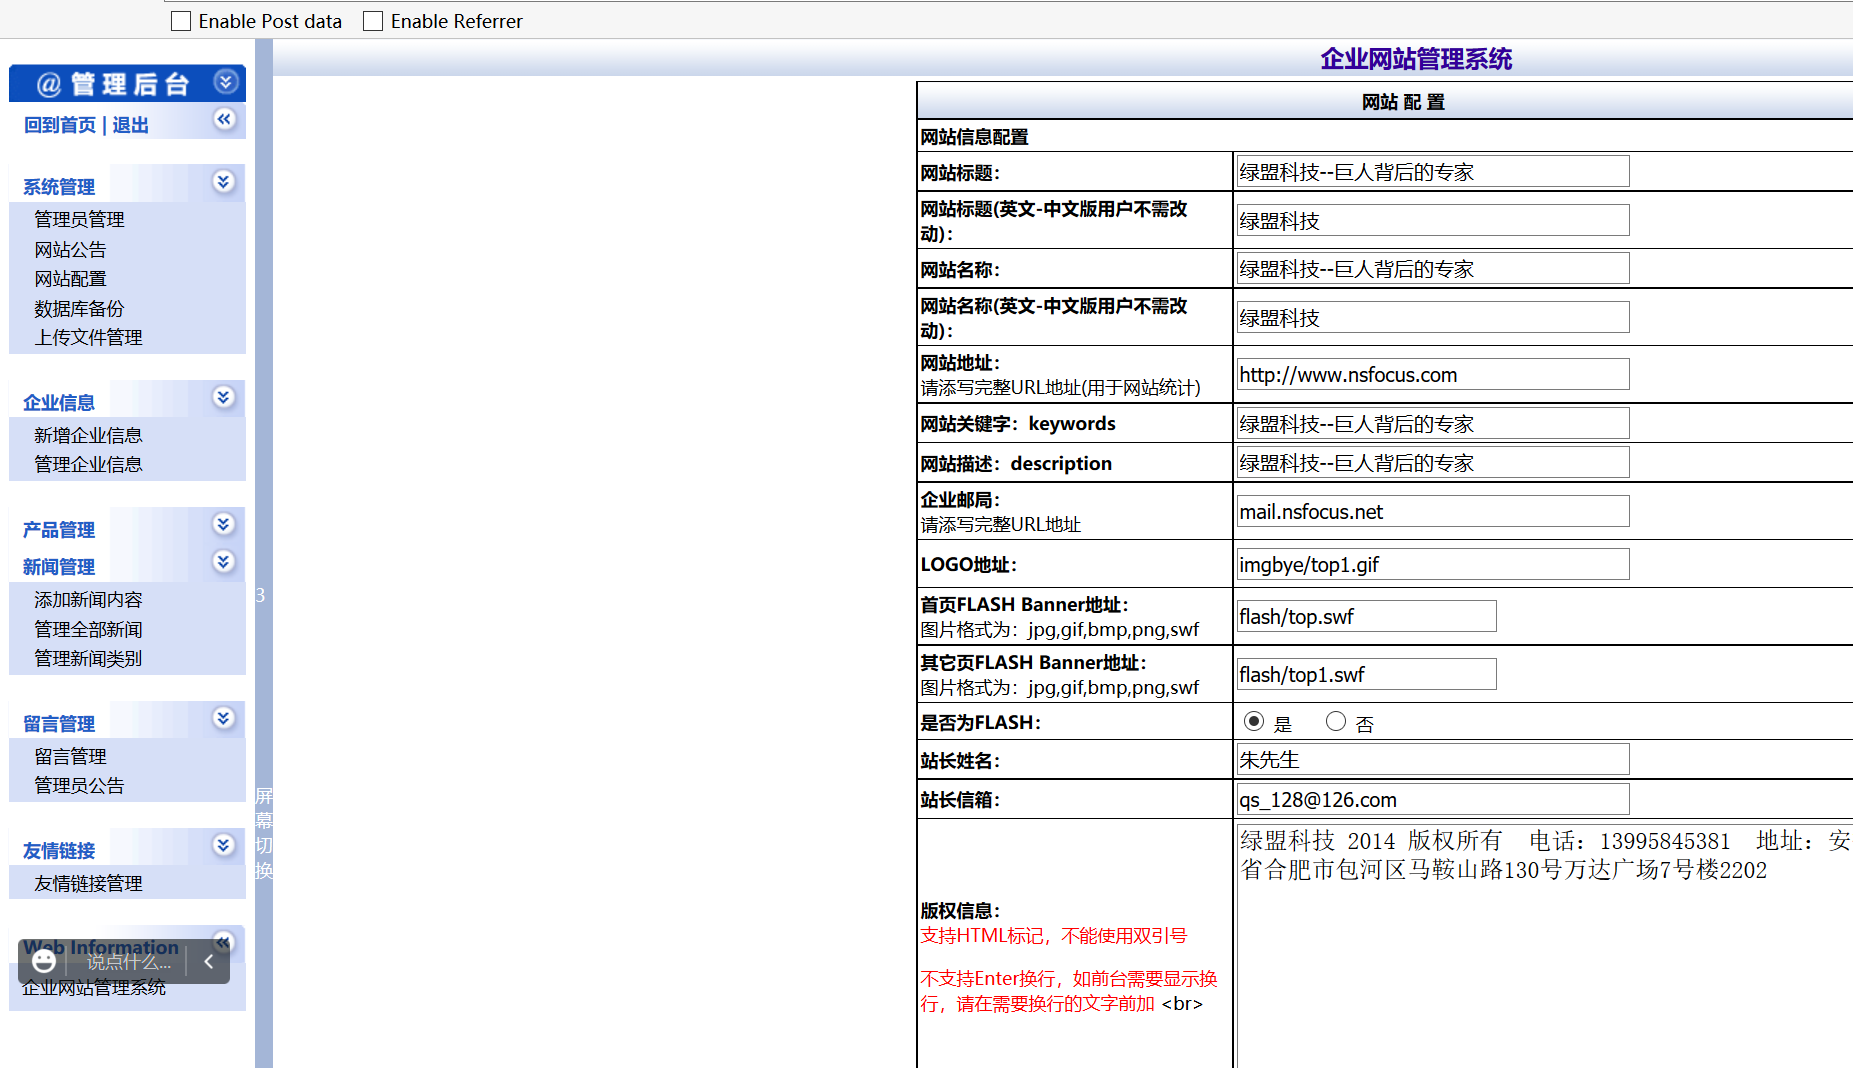 Enable Post data Enable Referrer
@ 管理后台
回到首页 | 退出
系统管理
管理员管理
网站公告
网站配置
数据库备份
上传文件管理
企业信息
新增企业信息
管理企业信息
产品管理
新闻管理
添加新闻内容
管理全部新闻
管理新闻类别
留言管理
留言管理
管理员公告
友情链接
友情链接管理
Web Information
说点什么...
企业网站管理系统
3
屏
幕
切
换
企业网站管理系统
网站 配 置
网站信息配置
网站标题： 绿盟科技--巨人背后的专家
网站标题(英文-中文版用户不需改
动)： 绿盟科技
网站名称： 绿盟科技--巨人背后的专家
网站名称(英文-中文版用户不需改
动)： 绿盟科技
网站地址：
请添写完整URL地址(用于网站统计) http://www.nsfocus.com
网站关键字：keywords 绿盟科技--巨人背后的专家
网站描述：description 绿盟科技--巨人背后的专家
企业邮局：
请添写完整URL地址 mail.nsfocus.net
LOGO地址： imgbye/top1.gif
首页FLASH Banner地址：
图片格式为：jpg,gif,bmp,png,swf flash/top.swf
其它页FLASH Banner地址：
图片格式为：jpg,gif,bmp,png,swf flash/top1.swf
是否为FLASH： 是 否
站长姓名： 朱先生
站长信箱： qs_128@126.com
绿盟科技 2014 版权所有 电话：13995845381 地址：安
省合肥市包河区马鞍山路130号万达广场7号楼2202
版权信息：
支持HTML标记，不能使用双引号
不支持Enter换行，如前台需要显示换
行，请在需要换行的文字前加 <br>